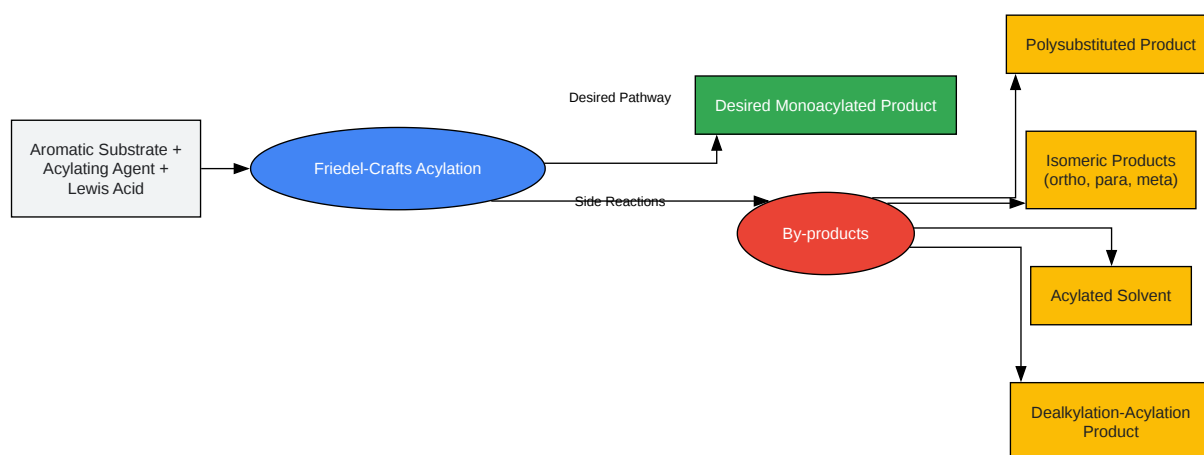 Aromatic Substrate +
Acylating Agent +
Lewis Acid
Friedel-Crafts Acylation
Desired Pathway
Side Reactions
Desired Monoacylated Product
By-products
Polysubstituted Product
Isomeric Products
(ortho, para, meta)
Acylated Solvent
Dealkylation-Acylation
Product